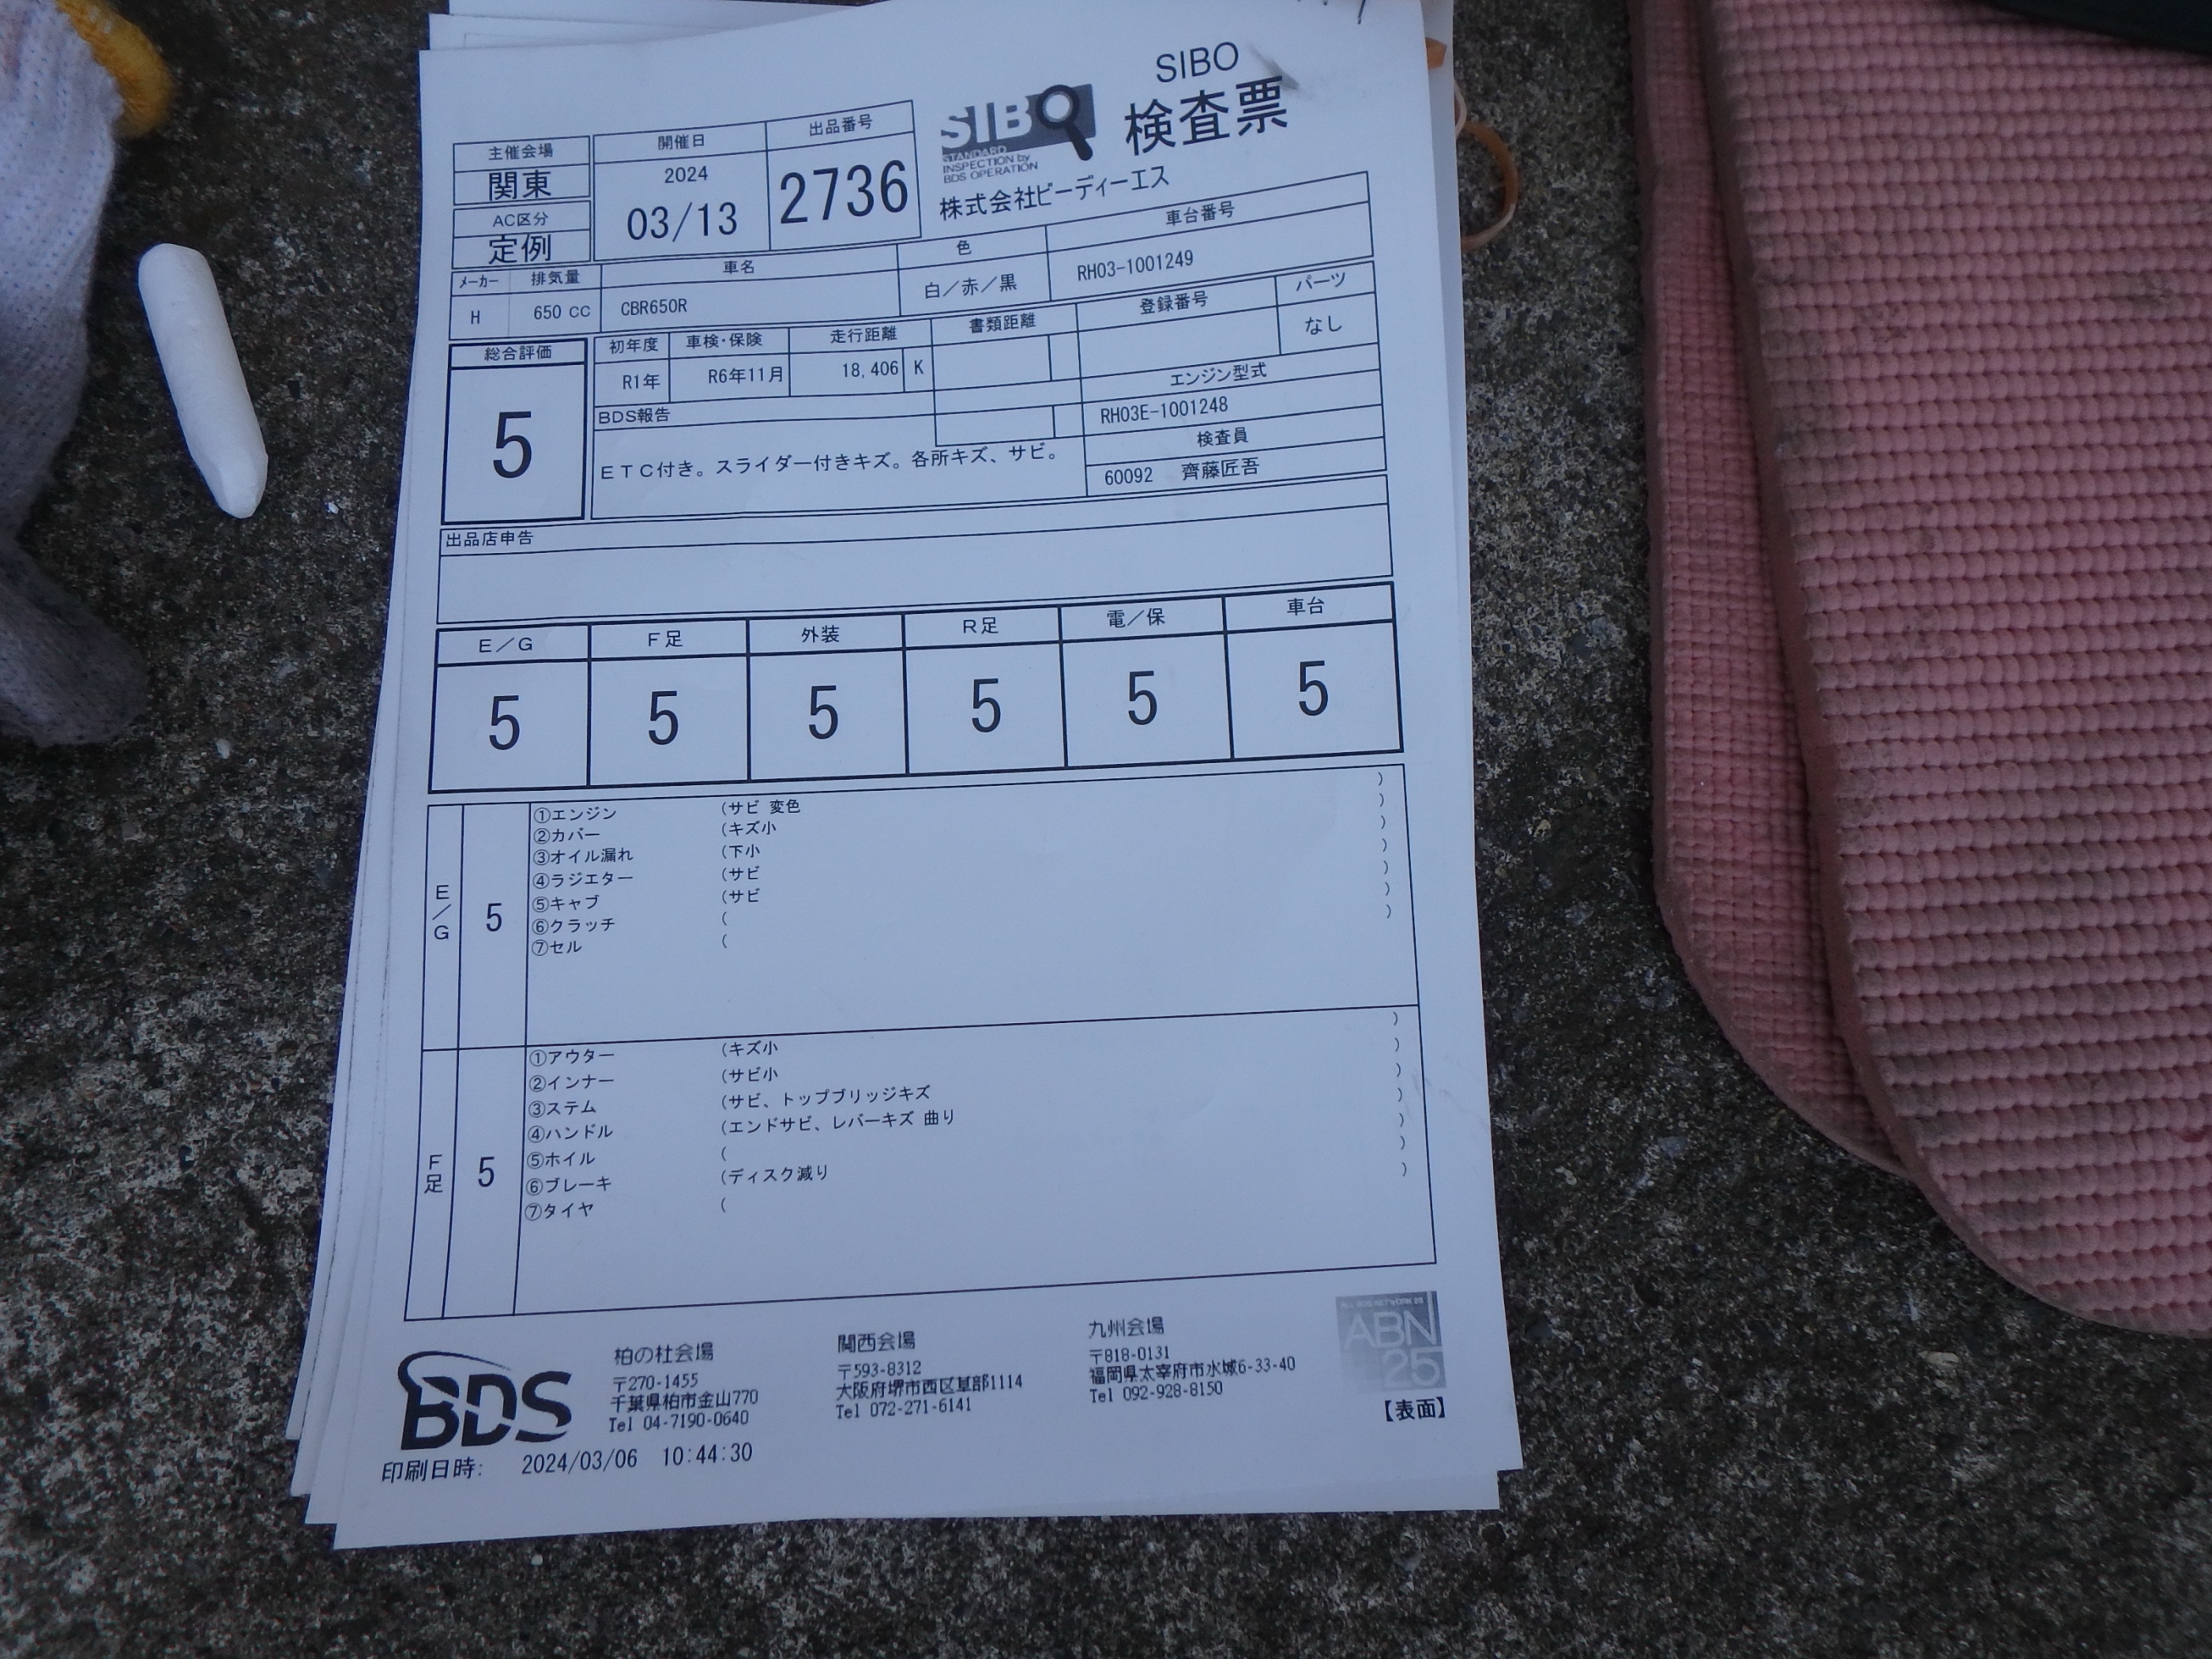 SIBO
検査票
SIBO
STANDARD
INSPECTION by
BDS OPERATION
株式会社ビーディーエス
主催会場
関東
AC区分
定例
開催日
2024
03/13
出品番号
2736
メーカー 排気量 車名 色 車台番号
H 650 CC CBR650R 白／赤／黒 RH03-1001249
総合評価
5
初年度 車検・保険 走行距離 書類距離 登録番号 パーツ
R1年 R6年11月 18,406 K なし
BDS報告
ＥＴＣ付き。スライダー付きキズ。各所キズ、サビ。
エンジン型式
RH03E-1001248
検査員
60092 齊藤匠吾
出品店申告
Ｅ／Ｇ Ｆ足 外装 Ｒ足 電／保 車台
5 5 5 5 5 5
Ｅ／Ｇ 5
①エンジン (サビ 変色 )
②カバー (キズ小 )
③オイル漏れ (下小 )
④ラジエター (サビ )
⑤キャブ (サビ )
⑥クラッチ ( )
⑦セル ( )
Ｆ足 5
①アウター (キズ小 )
②インナー (サビ小 )
③ステム (サビ、トップブリッジキズ )
④ハンドル (エンドサビ、レバーキズ 曲り )
⑤ホイル ( )
⑥ブレーキ (ディスク減り )
⑦タイヤ ( )
BDS
柏の杜会場
〒270-1455
千葉県柏市金山770
Tel 04-7190-0640
関西会場
〒593-8312
大阪府堺市西区草部1114
Tel 072-271-6141
九州会場
〒818-0131
福岡県太宰府市水城6-33-40
Tel 092-928-8150
ABN
25
【表面】
印刷日時: 2024/03/06 10:44:30